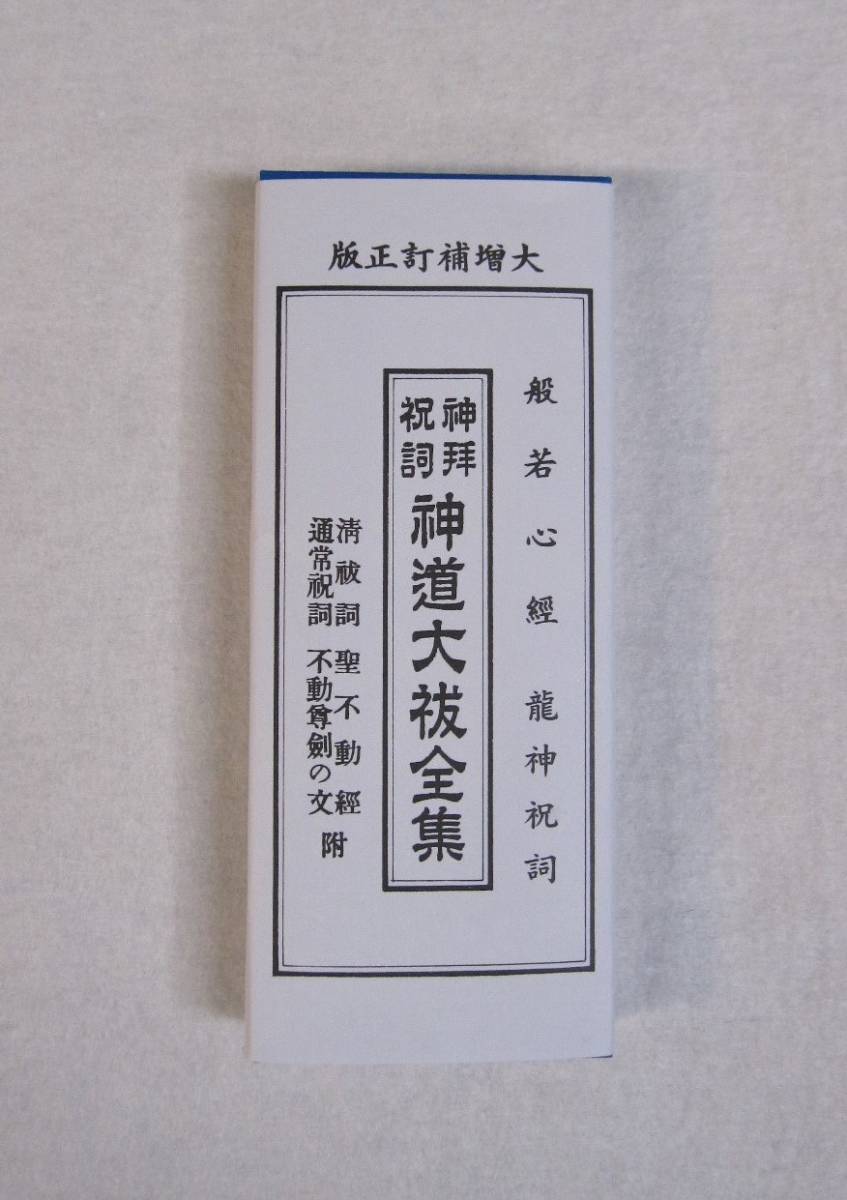 大増補訂正版
般若心經 龍神祝詞
神拜祝詞
神道大祓全集
淸祓詞 聖不動經
通常祝詞 不動尊劍の文
附